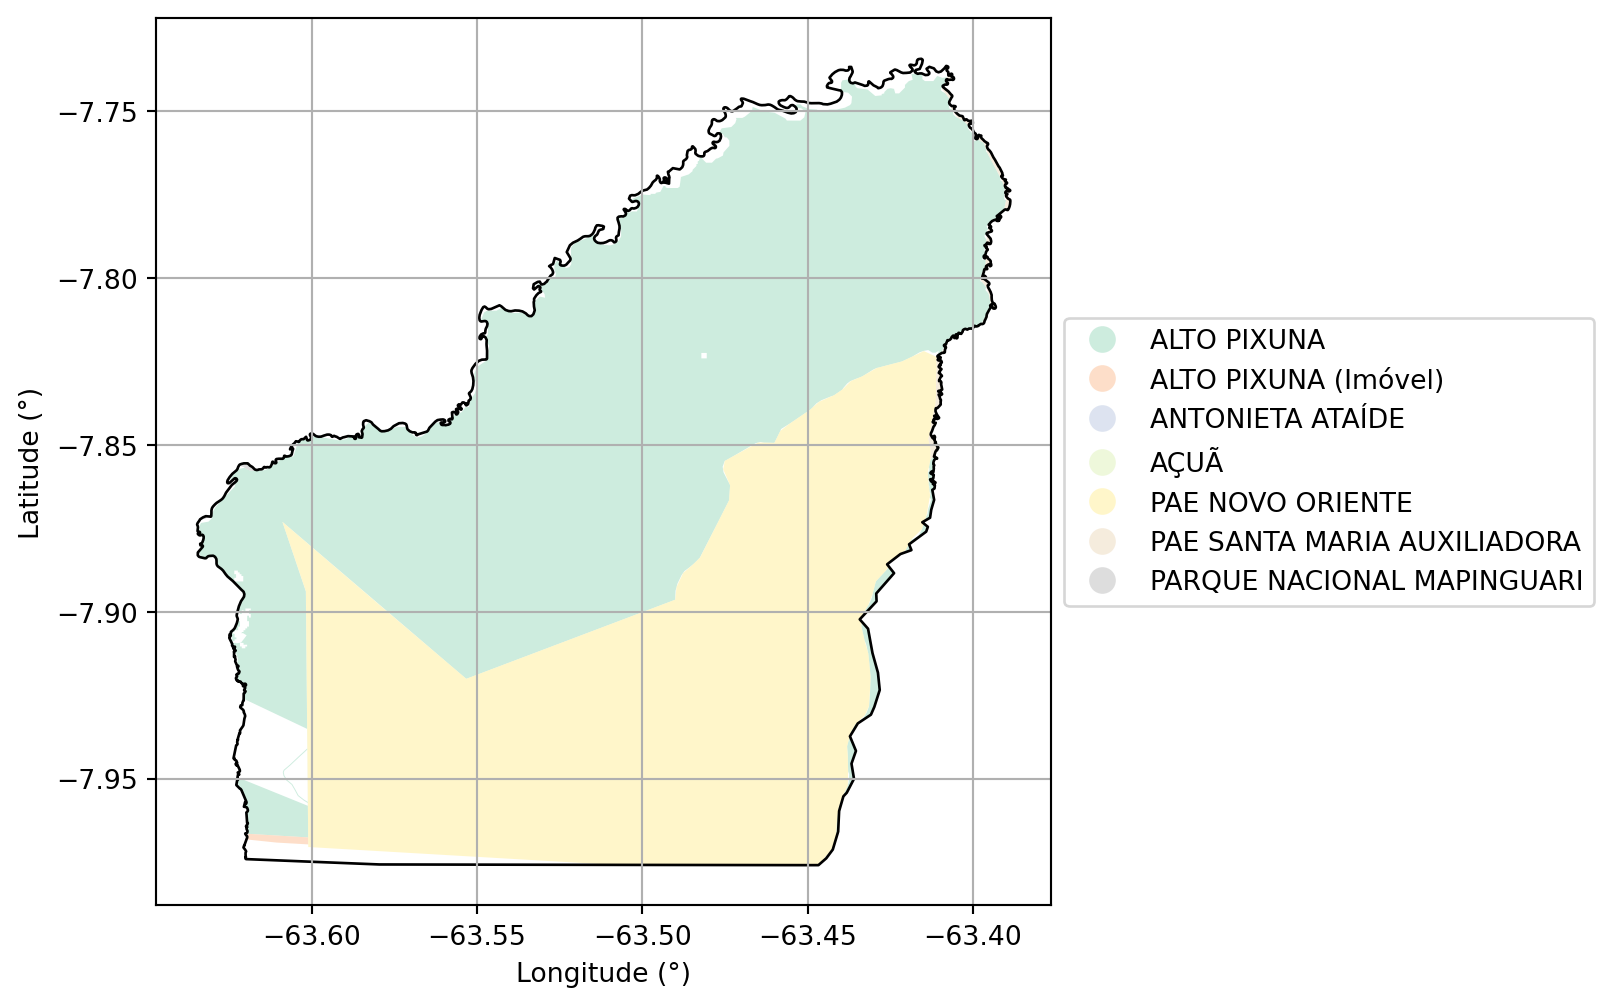 −7.75
−7.80
−7.85
−7.90
−7.95
Latitude (°)
−63.60
−63.55
−63.50
−63.45
−63.40
Longitude (°)
ALTO PIXUNA
ALTO PIXUNA (Imóvel)
ANTONIETA ATAÍDE
AÇUÃ
PAE NOVO ORIENTE
PAE SANTA MARIA AUXILIADORA
PARQUE NACIONAL MAPINGUARI